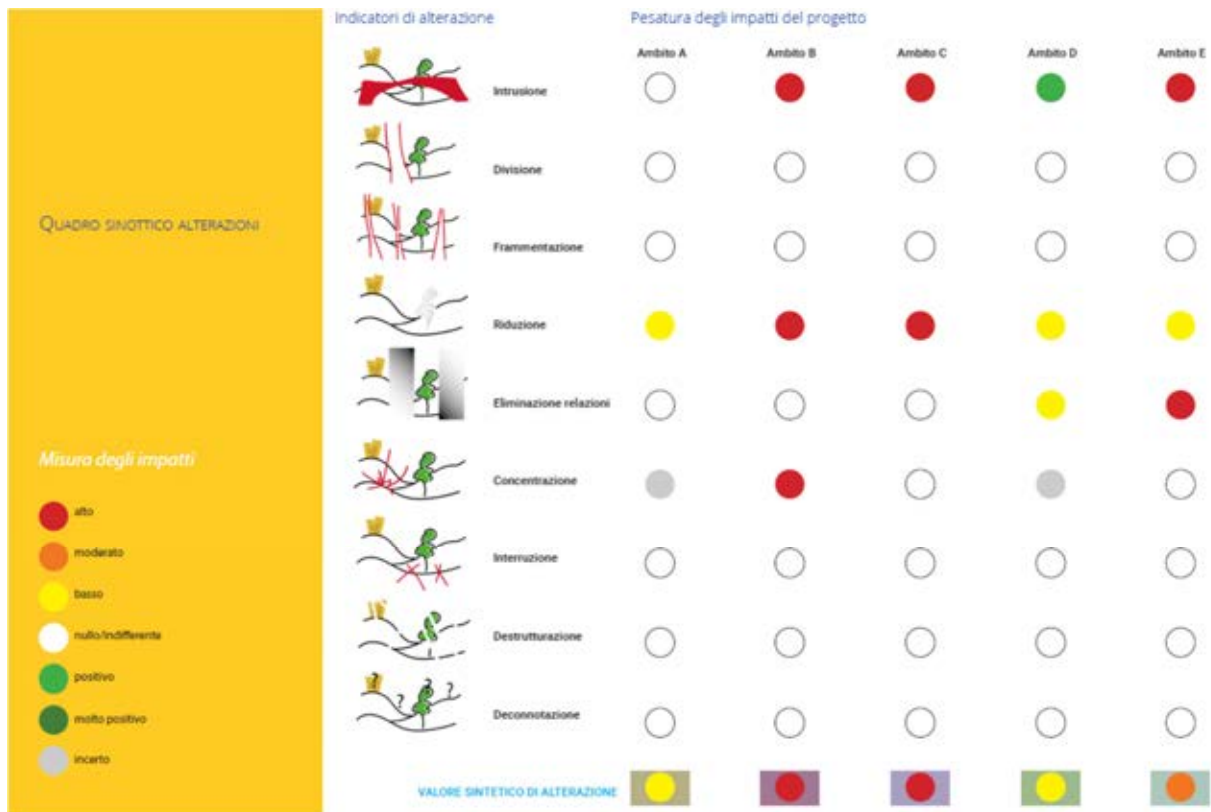 Indicatori di alterazione
Pesatura degli impatti del progetto
Ambito A Ambito B Ambito C Ambito D Ambito E
Intrusione
Divisione
QUADRO SINOTTICO ALTERAZIONI
Frammentazione
Riduzione
Eliminazione relazioni
Misura degli impatti
Concentrazione
alto
moderato
Interruzione
basso
nullo/indifferente
Destrutturazione
positivo
molto positivo
Deconnotazione
incerto
VALORE SINTETICO DI ALTERAZIONE
? ? ? ?